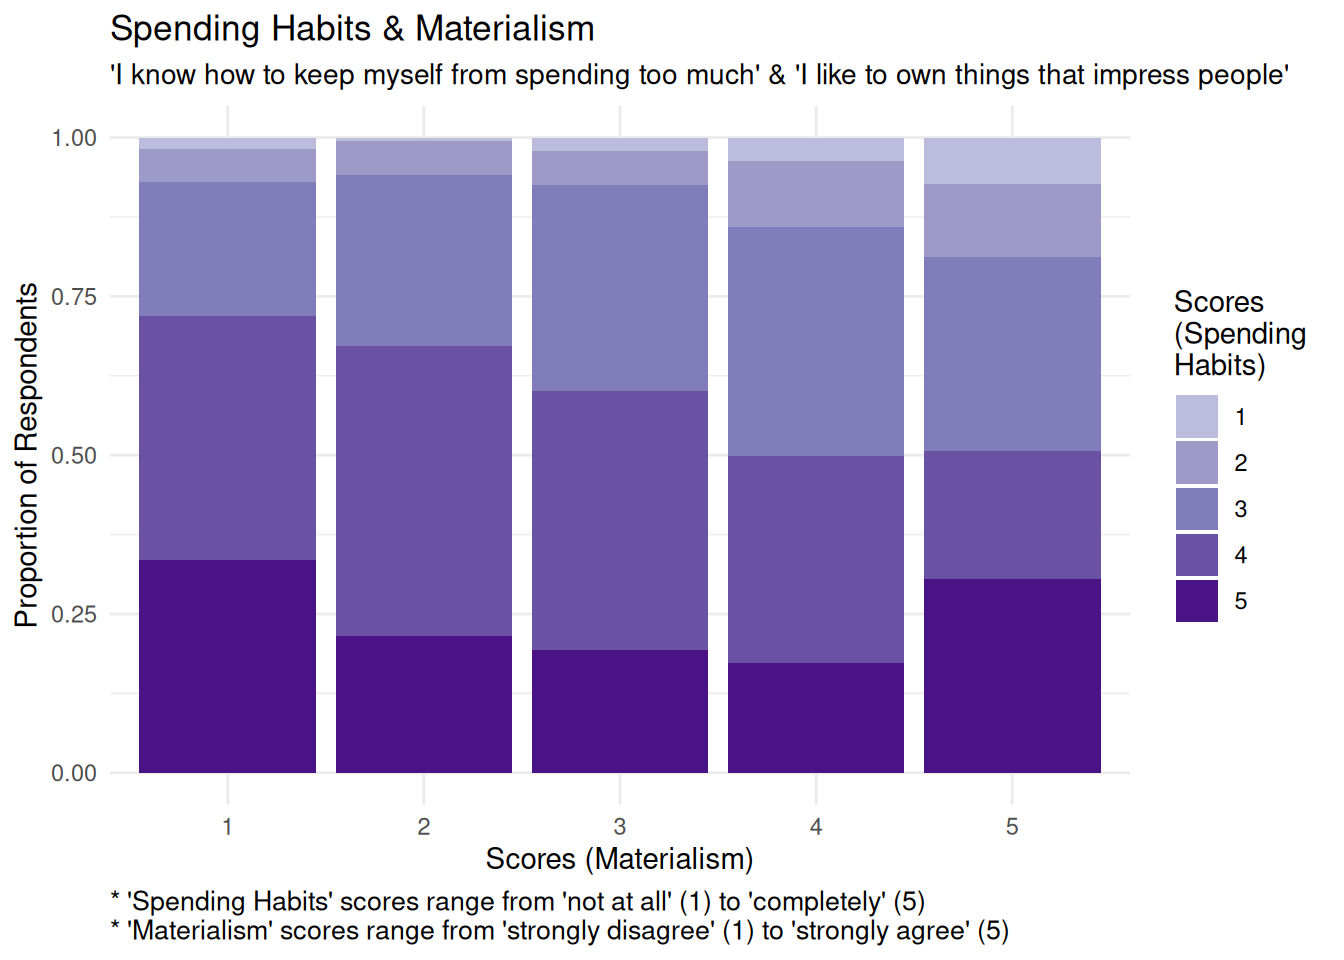 Spending Habits & Materialism
'I know how to keep myself from spending too much' & 'I like to own things that impress people'
1.00
0.75
0.50
0.25
0.00
Proportion of Respondents
1 2 3 4 5
Scores (Materialism)
Scores
(Spending
Habits)
1
2
3
4
5
* 'Spending Habits' scores range from 'not at all' (1) to 'completely' (5)
* 'Materialism' scores range from 'strongly disagree' (1) to 'strongly agree' (5)